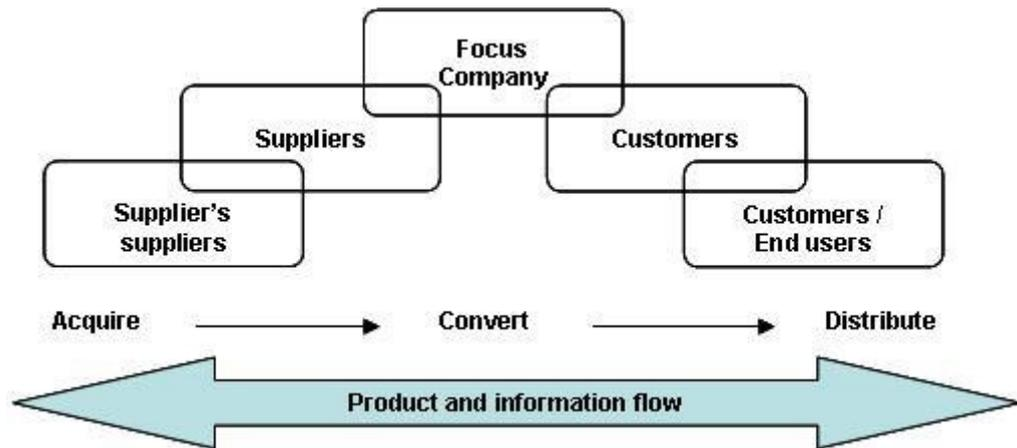 Focus
Company
Suppliers
Customers
Supplier’s
suppliers
Customers /
End users
Acquire
Convert
Distribute
Product and information flow